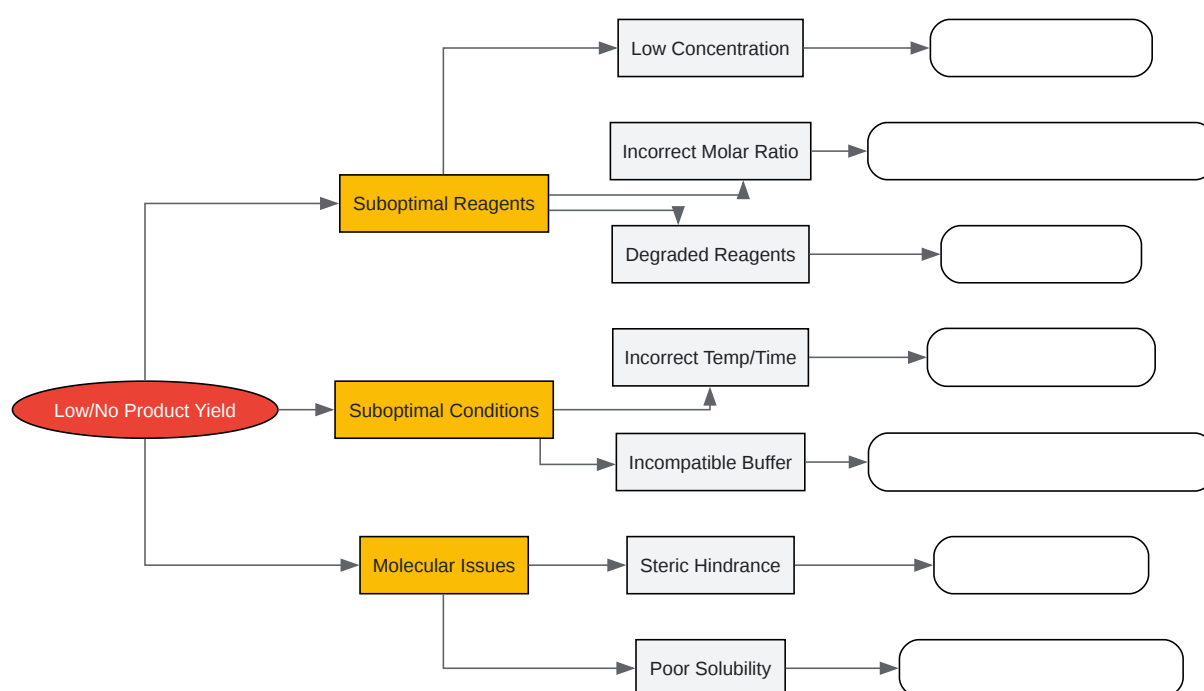 Low Concentration
Incorrect Molar Ratio
Suboptimal Reagents
Degraded Reagents
Incorrect Temp/Time
Low/No Product Yield
Suboptimal Conditions
Incompatible Buffer
Molecular Issues
Steric Hindrance
Poor Solubility